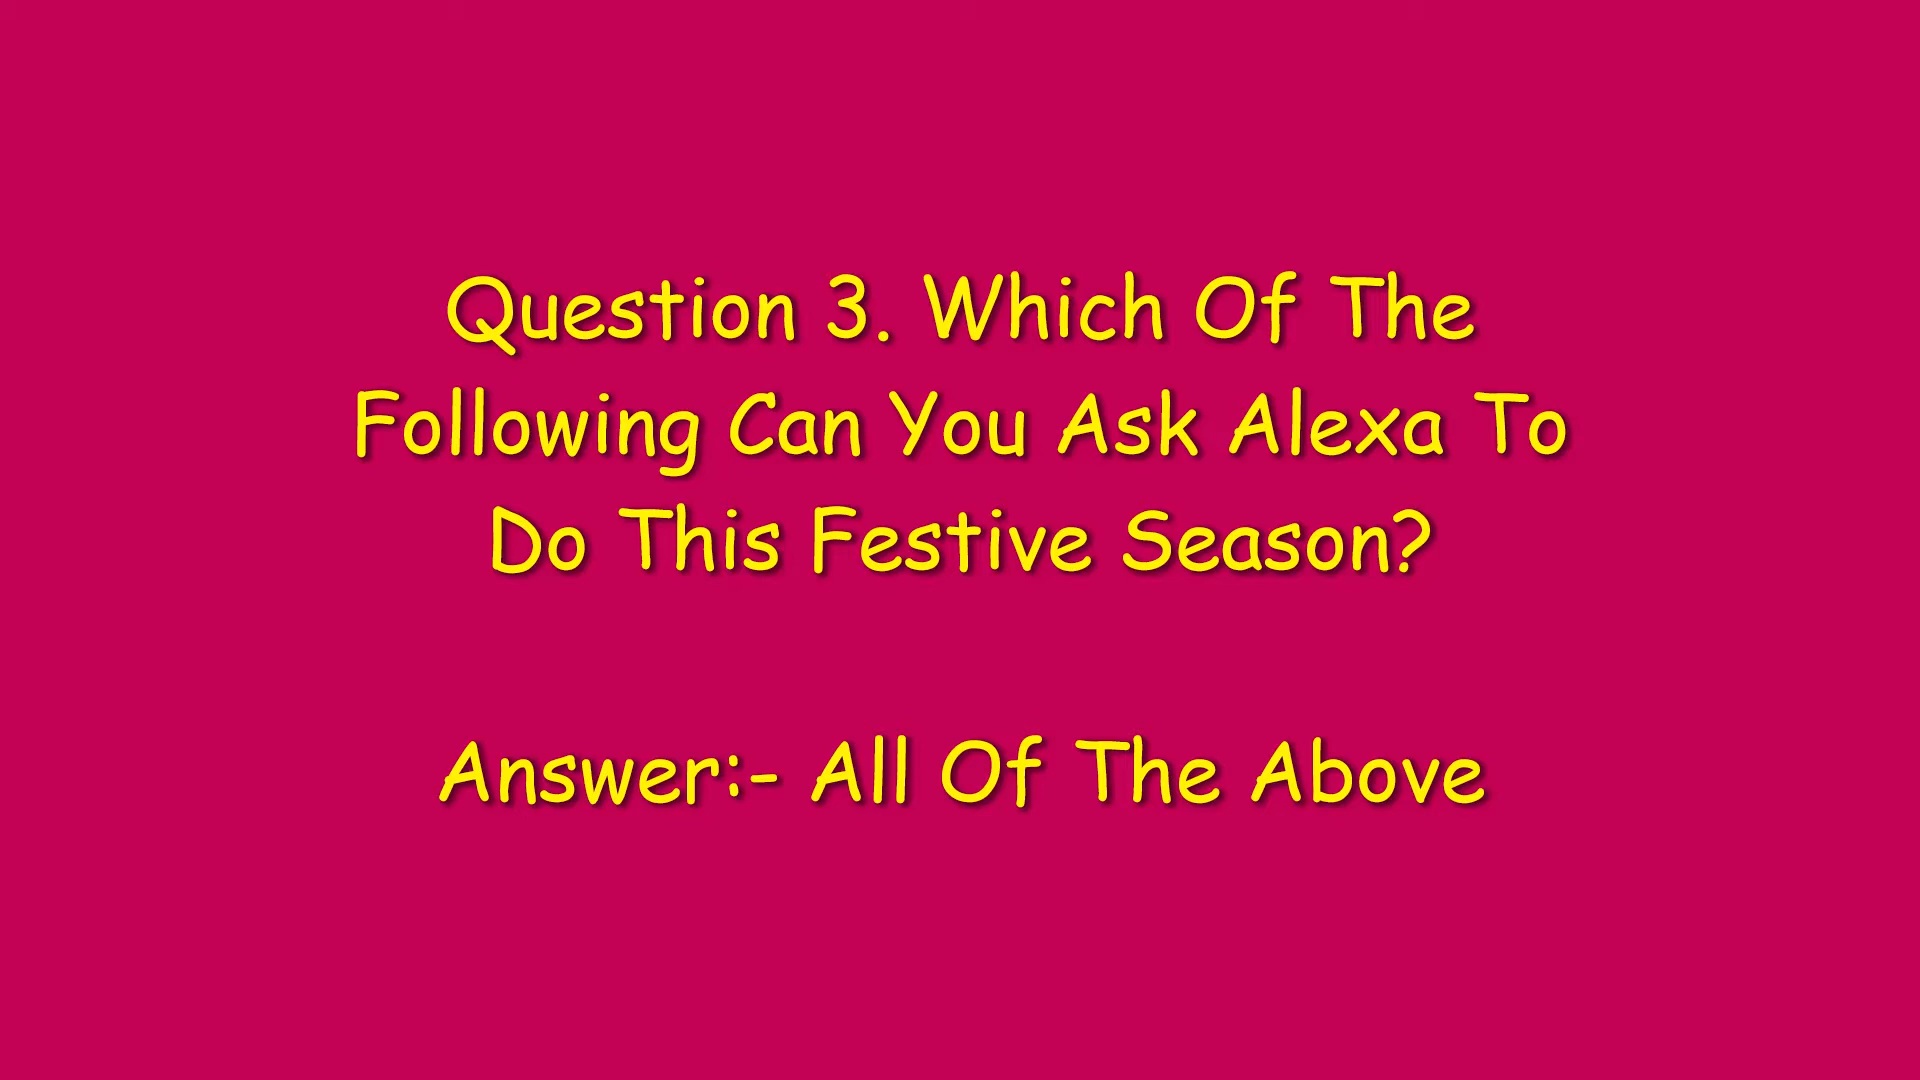 Question 3. Which Of The
Following Can You Ask Alexa To
Do This Festive Season?
Answer:- All Of The Above